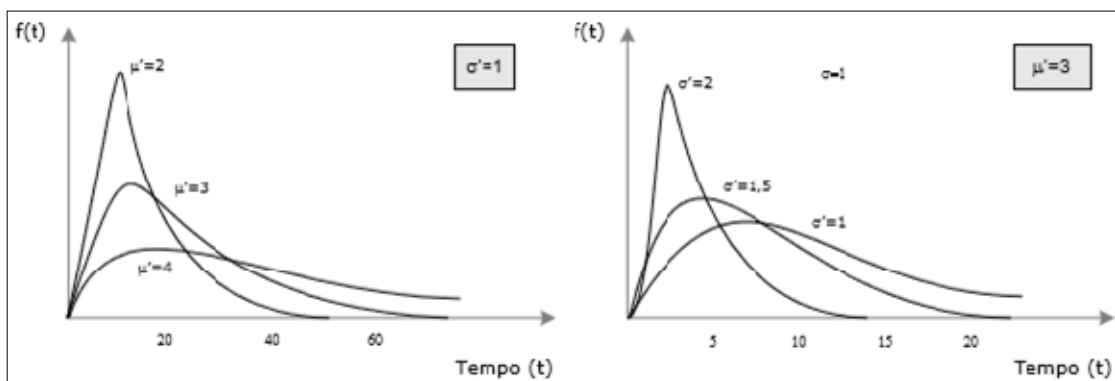 f(t)
μ'=2
σ'=1
μ'=3
μ'=4
20 40 60
Tempo (t)
f(t)
σ'=2
σ=1
μ'=3
σ'=1,5
σ'=1
5 10 15 20
Tempo (t)